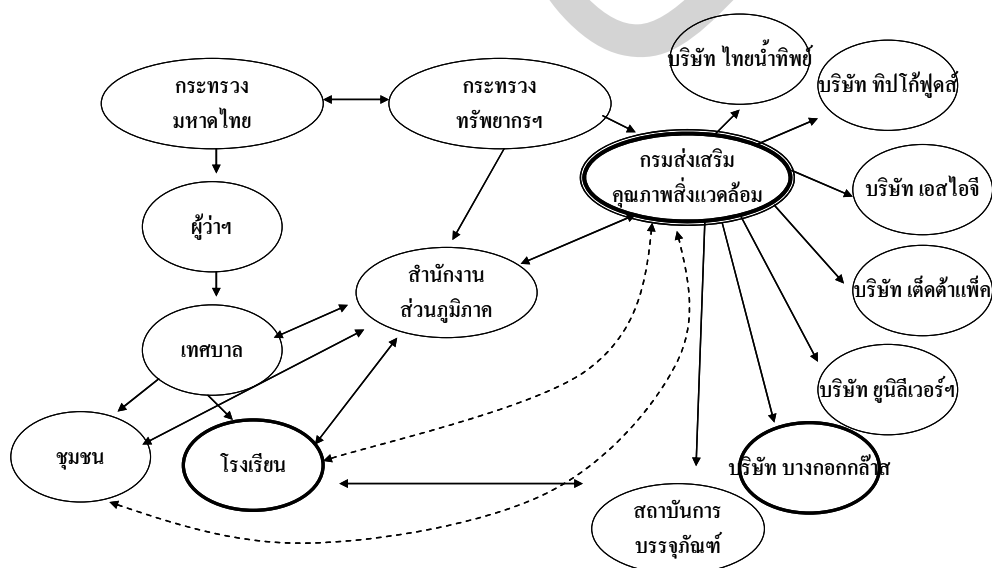 บริษัท ไทยน้ำทิพย์
กระทรวง
มหาดไทย
กระทรวง
ทรัพยากรฯ
บริษัท ทิปโก้ฟูดส์
กรมส่งเสริม
คุณภาพสิ่งแวดล้อม
บริษัท เอสไอจี
ผู้ว่าฯ
สำนักงาน
ส่วนภูมิภาค
บริษัท เต็ดต้าแพ็ค
เทศบาล
บริษัท ยูนิลีเวอร์ฯ
ชุมชน
โรงเรียน
บริษัท บางกอกกล๊าส
สถาบันการ
บรรจุภัณฑ์